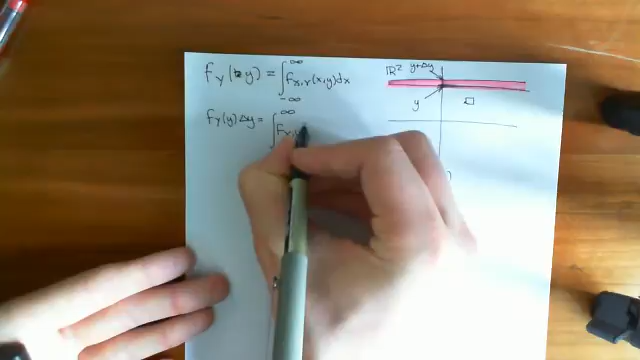 f_Y(y) = ∫_{-∞}^{∞} f_{X,Y}(x,y)dx
f_Y(y) Δy = ∫^{∞} f_{X,Y}
ℝ² y+Δy
y